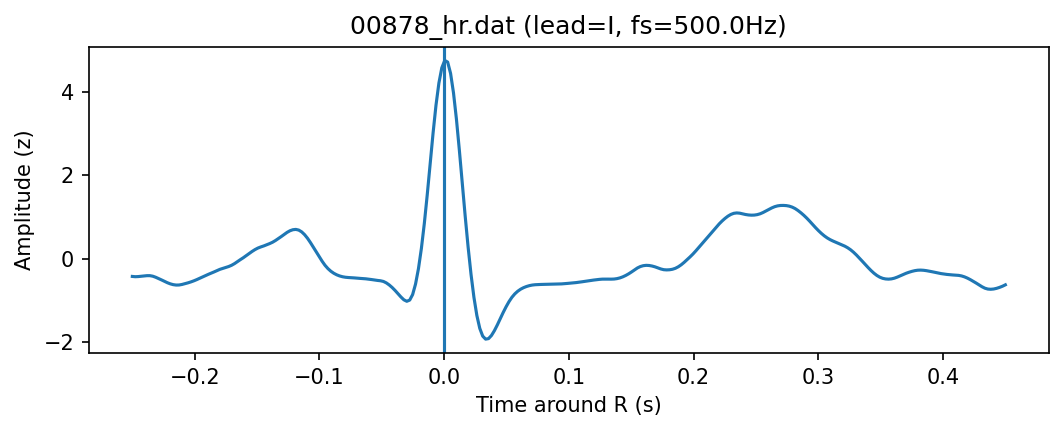 00878_hr.dat (lead=I, fs=500.0Hz)
Amplitude (z)
4
2
0
−2
−0.2 −0.1 0.0 0.1 0.2 0.3 0.4
Time around R (s)